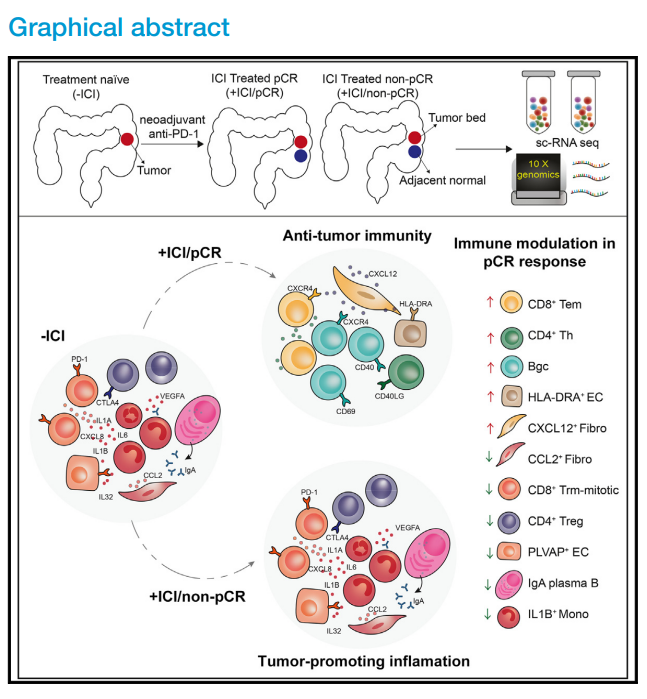 Graphical abstract
Treatment naïve
(-ICI)
ICI Treated pCR
(+ICI/pCR)
ICI Treated non-pCR
(+ICI/non-pCR)
neoadjuvant
anti-PD-1
Tumor
Tumor bed
Adjacent normal
sc-RNA seq
10 X
genomics
+ICI/pCR
Anti-tumor immunity
Immune modulation in
pCR response
CXCL12
CXCR4
HLA-DRA
CXCR4
CD40
CD40LG
CD69
-ICI
PD-1
CTLA4
VEGFA
IL1A
CXCL8
IL6
IL1B
CCL2
IgA
IL32
↑ CD8⁺ Tem
↑ CD4⁺ Th
↑ Bgc
↑ HLA-DRA⁺ EC
↑ CXCL12⁺ Fibro
↓ CCL2⁺ Fibro
↓ CD8⁺ Trm-mitotic
↓ CD4⁺ Treg
↓ PLVAP⁺ EC
↓ IgA plasma B
↓ IL1B⁺ Mono
PD-1
CTLA4
VEGFA
IL1A
CXCL8
IL6
IL1B
CCL2
IgA
IL32
+ICI/non-pCR
Tumor-promoting inflamation